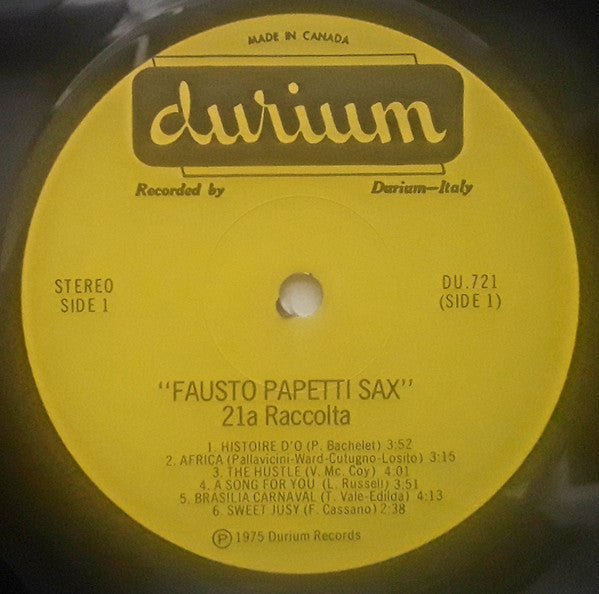 MADE IN CANADA
durium
Recorded by Durium—Italy
STEREO
SIDE 1
DU.721
(SIDE 1)
"FAUSTO PAPETTI SAX"
21a Raccolta
1. HISTOIRE D'O (P. Bachelet) 3:52
2. AFRICA (Pallavicini-Ward-Cutugno-Losito) 3:15
3. THE HUSTLE (V. Mc. Coy) 4.01
4. A SONG FOR YOU (L. Russell) 3:51
5. BRASILIA CARNAVAL (T. Vale-Edilda) 4:13
6. SWEET JUSY (F. Cassano) 2:38
Ⓟ 1975 Durium Records